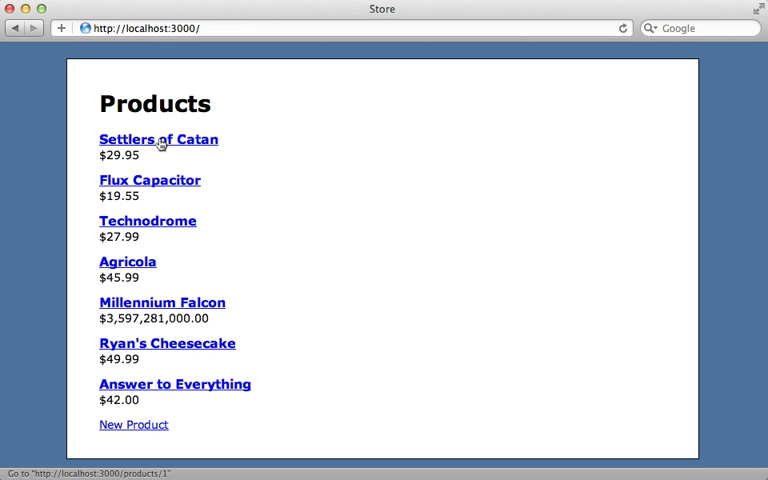 Store
http://localhost:3000/
Google
Products
Settlers of Catan
$29.95
Flux Capacitor
$19.55
Technodrome
$27.99
Agricola
$45.99
Millennium Falcon
$3,597,281,000.00
Ryan's Cheesecake
$49.99
Answer to Everything
$42.00
New Product
Go to "http://localhost:3000/products/1"